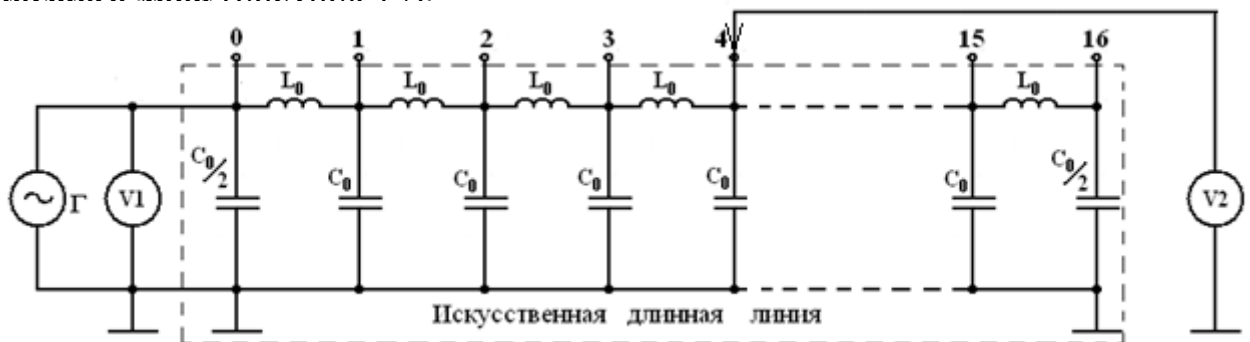 0 1 2 3 4 15 16
L₀ L₀ L₀ L₀ L₀
C₀/2 C₀ C₀ C₀ C₀ C₀ C₀/2
Г V1 V2
Искусственная длинная линия